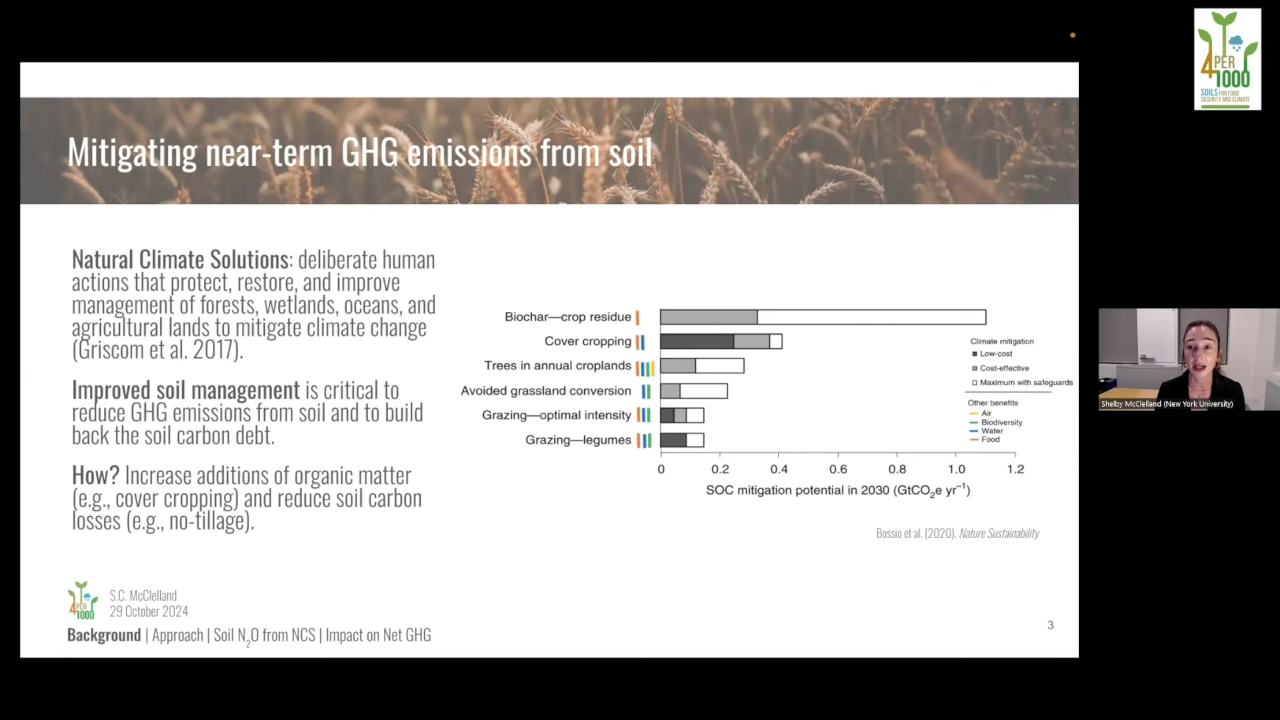 Mitigating near-term GHG emissions from soil
Natural Climate Solutions: deliberate human
actions that protect, restore, and improve
management of forests, wetlands, oceans, and
agricultural lands to mitigate climate change
(Griscom et al. 2017).
Improved soil management is critical to
reduce GHG emissions from soil and to build
back the soil carbon debt.
How? Increase additions of organic matter
(e.g., cover cropping) and reduce soil carbon
losses (e.g., no-tillage).
Biochar—crop residue
Cover cropping
Trees in annual croplands
Avoided grassland conversion
Grazing—optimal intensity
Grazing—legumes
0 0.2 0.4 0.6 0.8 1.0 1.2
SOC mitigation potential in 2030 (GtCO₂e yr⁻¹)
Climate mitigation
Low-cost
Cost-effective
Maximum with safeguards
Other benefits
Air
Biodiversity
Water
Food
Bossio et al. (2020). Nature Sustainability
4 PER
1000
S.C. McClelland
29 October 2024
Background | Approach | Soil N₂O from NCS | Impact on Net GHG
3
4 PER
1000
SOILS FOR FOOD
SECURITY AND CLIMATE
Shelby McClelland (New York University)